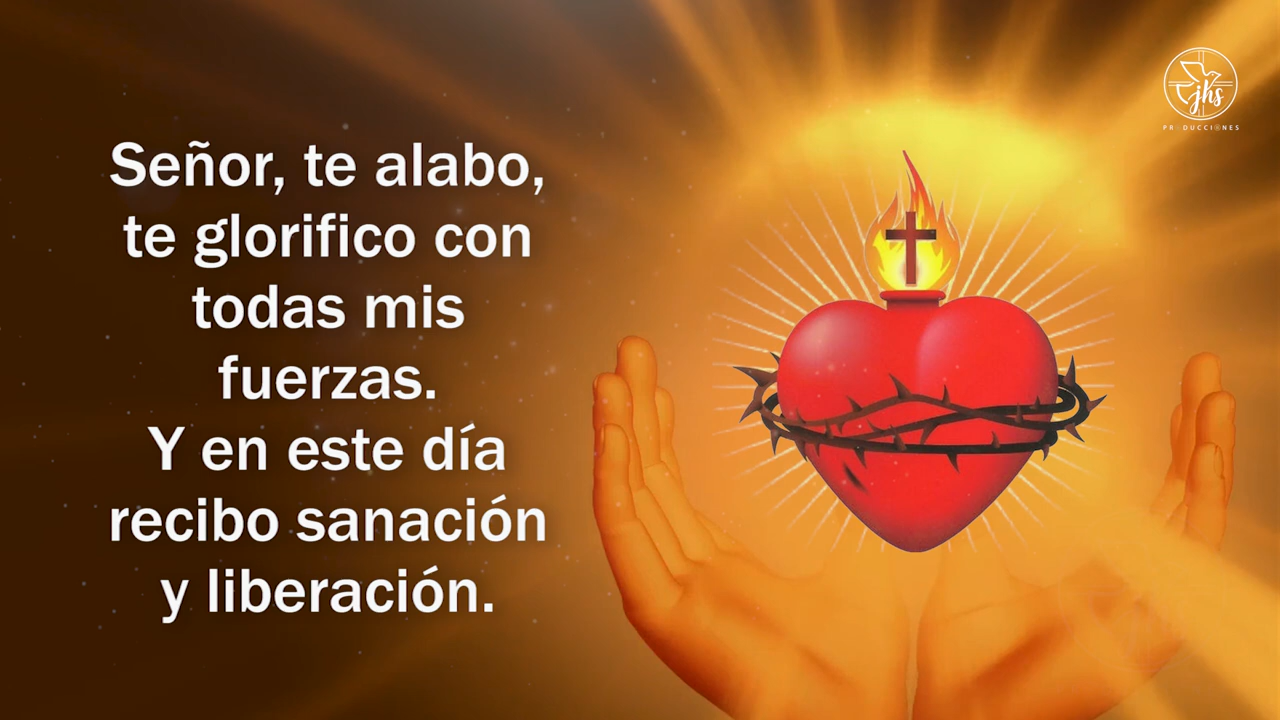 Señor, te alabo,
te glorifico con
todas mis
fuerzas.
Y en este día
recibo sanación
y liberación.
jhs
PRODUCCIONES